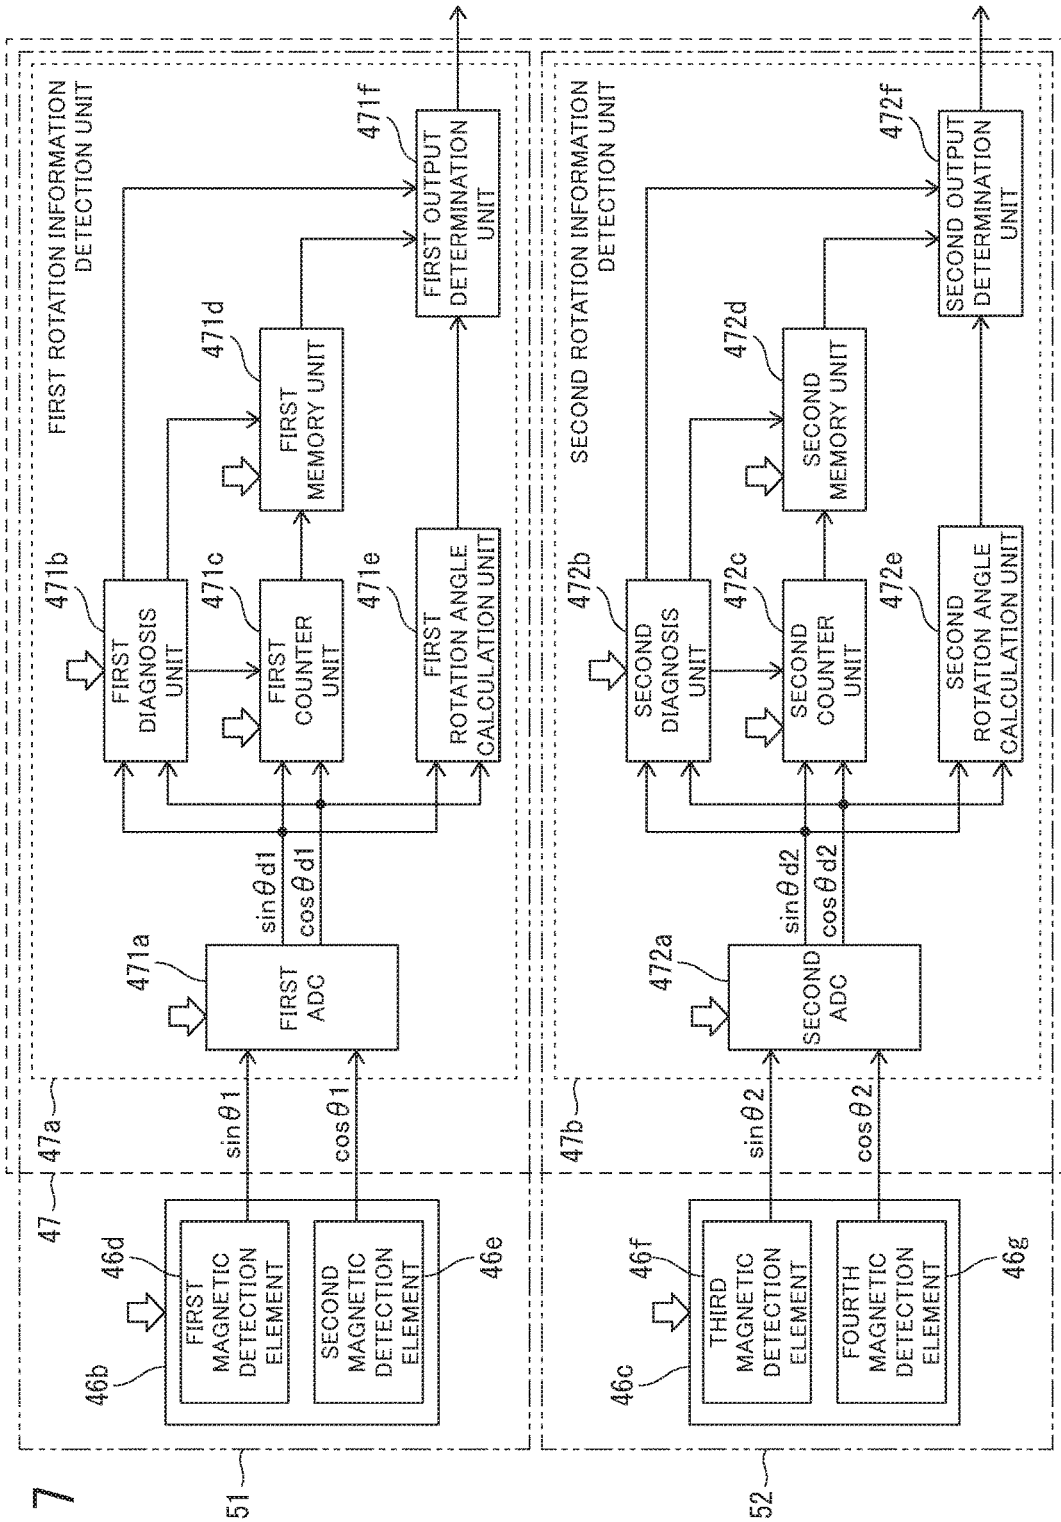 7
51
46b
46d
FIRST
MAGNETIC
DETECTION
ELEMENT
SECOND
MAGNETIC
DETECTION
ELEMENT
46e
47
47a
sinθ1
cosθ1
FIRST ROTATION INFORMATION
DETECTION UNIT
471a
FIRST
ADC
sinθd1
cosθd1
471b
FIRST
DIAGNOSIS
UNIT
471c
FIRST
COUNTER
UNIT
471d
FIRST
MEMORY UNIT
471e
FIRST
ROTATION ANGLE
CALCULATION UNIT
471f
FIRST OUTPUT
DETERMINATION
UNIT
52
46c
46f
THIRD
MAGNETIC
DETECTION
ELEMENT
FOURTH
MAGNETIC
DETECTION
ELEMENT
46g
47b
sinθ2
cosθ2
SECOND ROTATION INFORMATION
DETECTION UNIT
472a
SECOND
ADC
sinθd2
cosθd2
472b
SECOND
DIAGNOSIS
UNIT
472c
SECOND
COUNTER
UNIT
472d
SECOND
MEMORY UNIT
472e
SECOND
ROTATION ANGLE
CALCULATION UNIT
472f
SECOND OUTPUT
DETERMINATION
UNIT